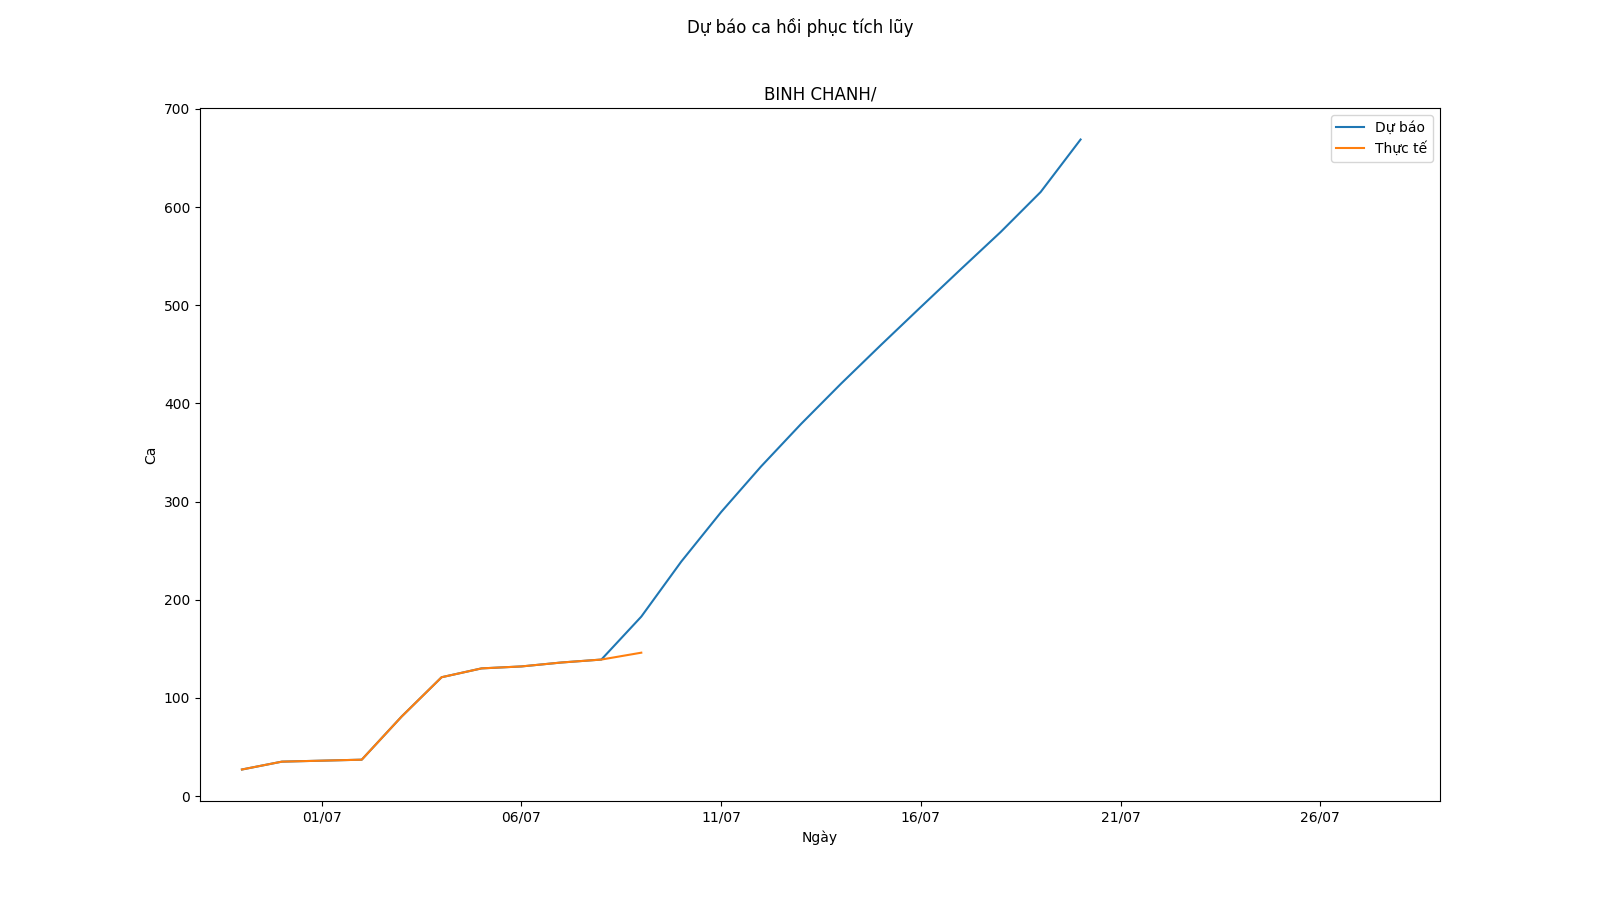 Dự báo ca hồi phục tích lũy
BINH CHANH/
700
600
500
400
300
200
100
0
Ca
Dự báo
Thực tế
01/07
06/07
11/07
16/07
21/07
26/07
Ngày